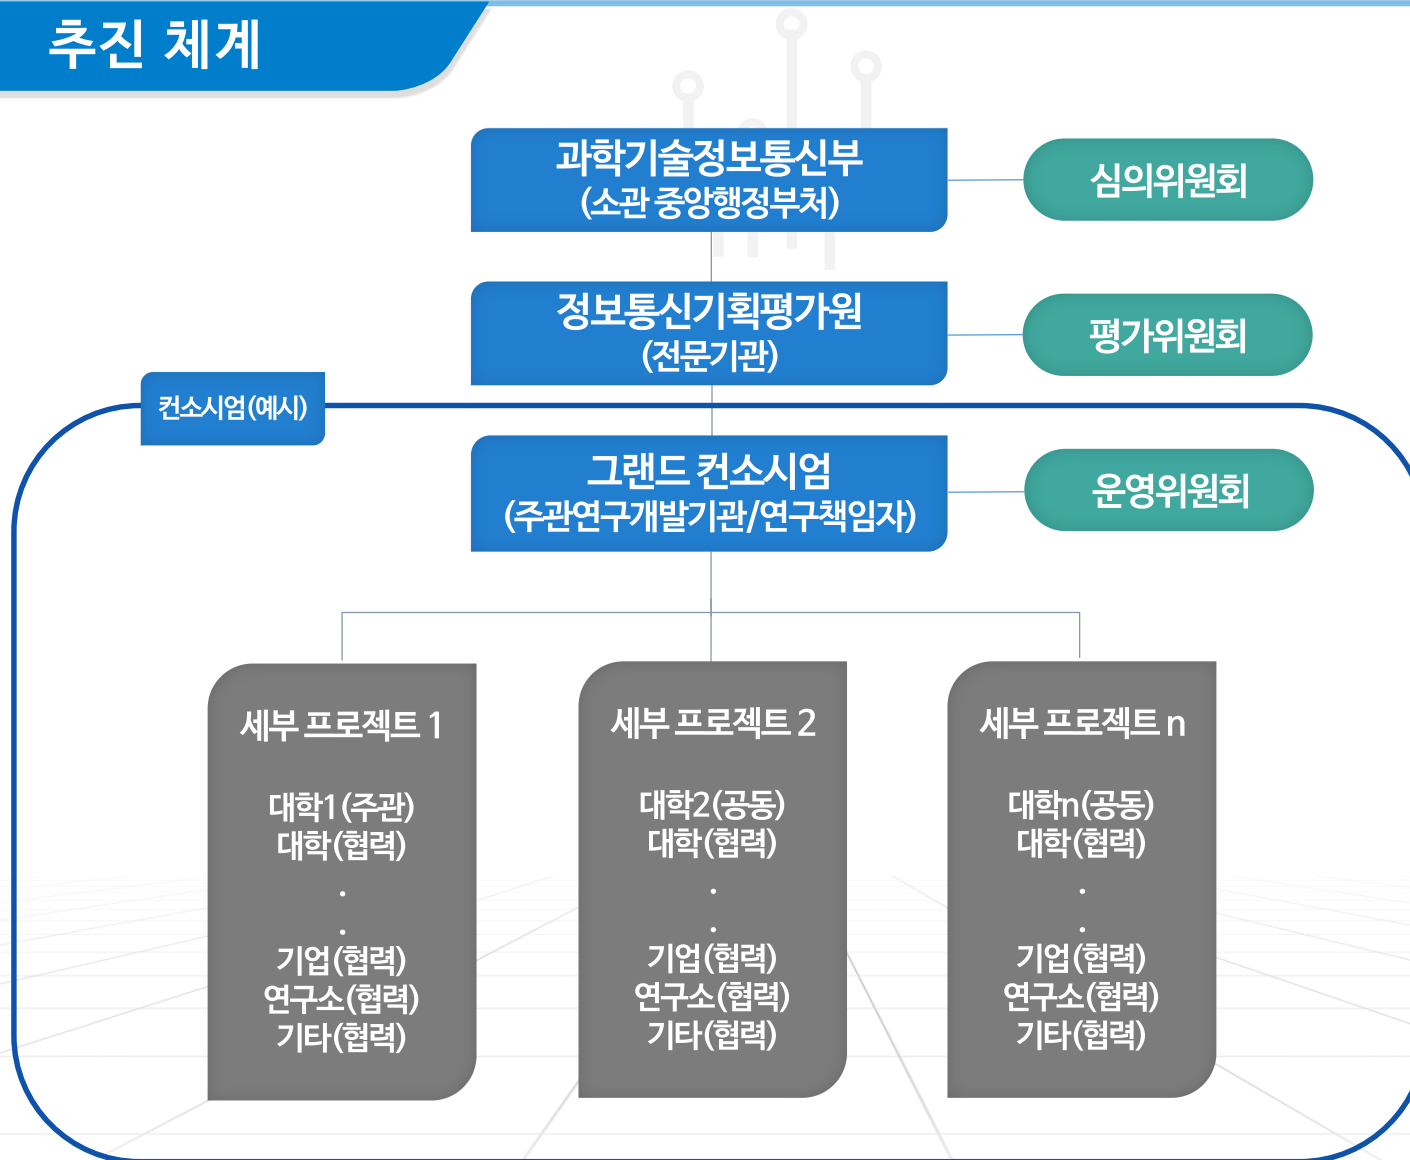 추진 체계
과학기술정보통신부
(소관 중앙행정부처)
심의위원회
정보통신기획평가원
(전문기관)
평가위원회
컨소시엄(예시)
그랜드 컨소시엄
(주관연구개발기관/연구책임자)
운영위원회
세부 프로젝트 1
대학1(주관)
대학(협력)
.
.
기업(협력)
연구소(협력)
기타(협력)
세부 프로젝트 2
대학2(공동)
대학(협력)
.
.
기업(협력)
연구소(협력)
기타(협력)
세부 프로젝트 n
대학n(공동)
대학(협력)
.
.
기업(협력)
연구소(협력)
기타(협력)